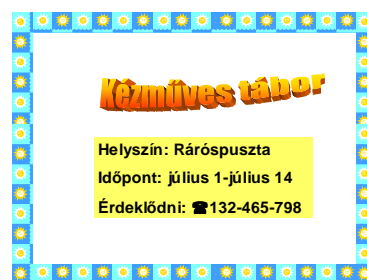 Kézműves tábor
Helyszín: Ráróspuszta
Időpont: július 1-július 14
Érdeklődni: ☎132-465-798